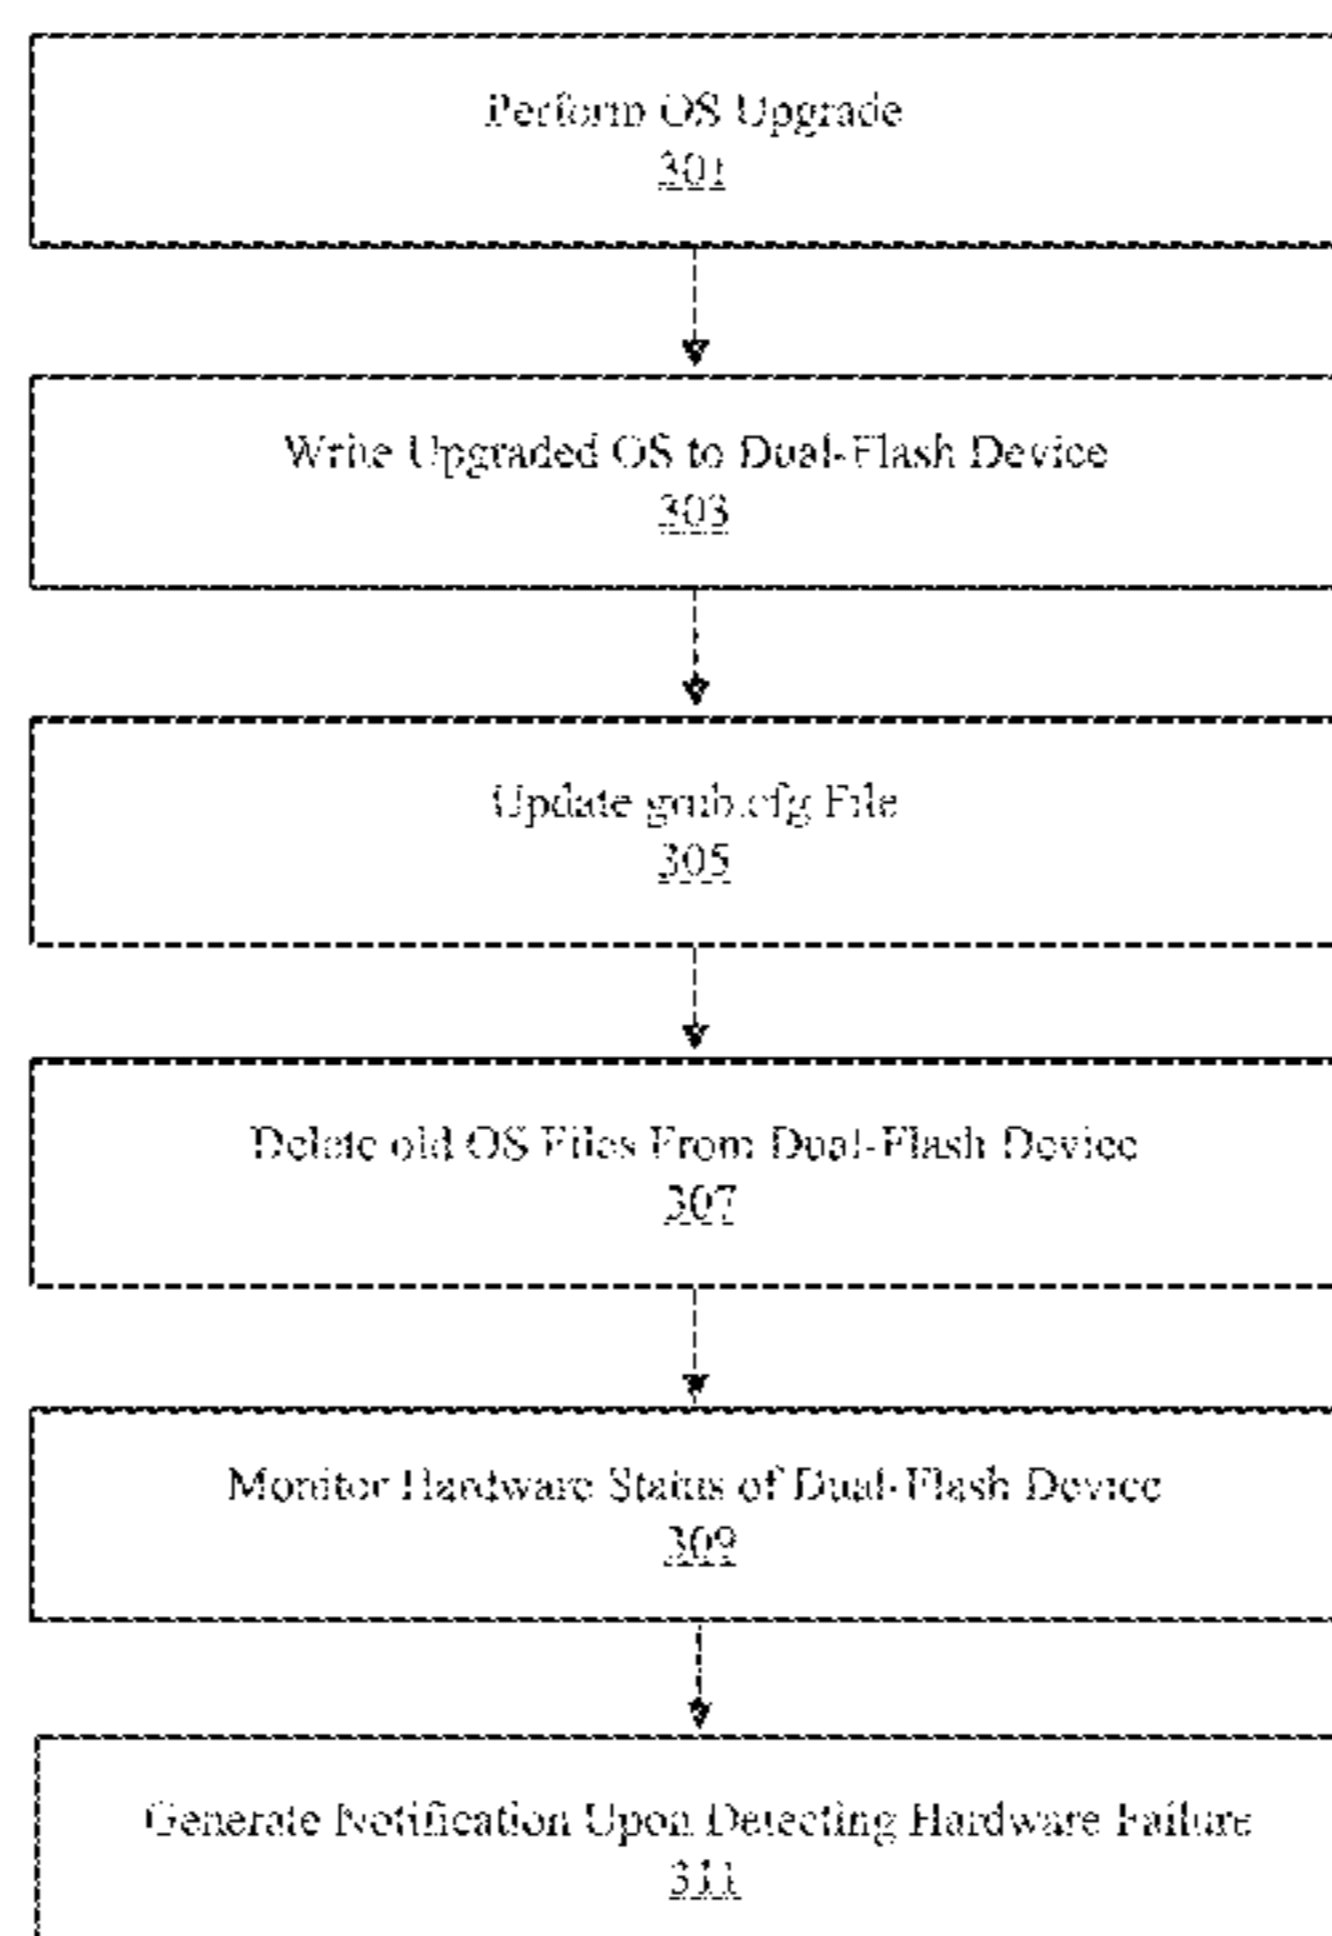 Perform OS Upgrade
301
Write Upgraded OS to Dual-Flash Device
303
Update grub.cfg File
305
Delete old OS Files From Dual-Flash Device
307
Monitor Hardware Status of Dual-Flash Device
309
Generate Notification Upon Detecting Hardware Failure
311